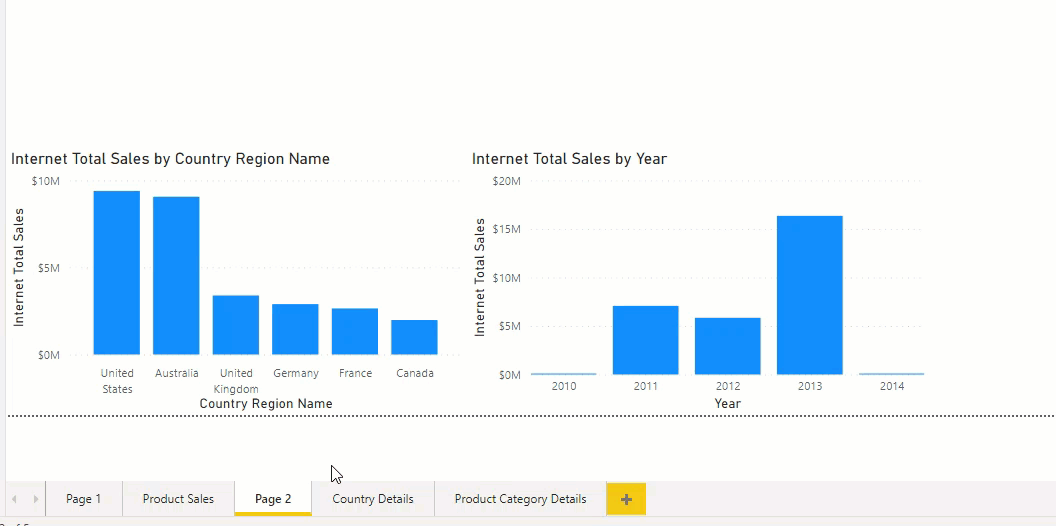 Internet Total Sales by Country Region Name
$10M
$5M
$0M
Internet Total Sales
United States
Australia
United Kingdom
Germany
France
Canada
Country Region Name
Internet Total Sales by Year
$20M
$15M
$10M
$5M
$0M
Internet Total Sales
2010
2011
2012
2013
2014
Year
Page 1
Product Sales
Page 2
Country Details
Product Category Details
+